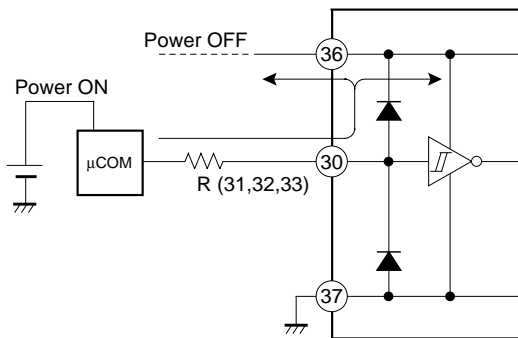 Power OFF
36
Power ON
μCOM
30
R (31,32,33)
37